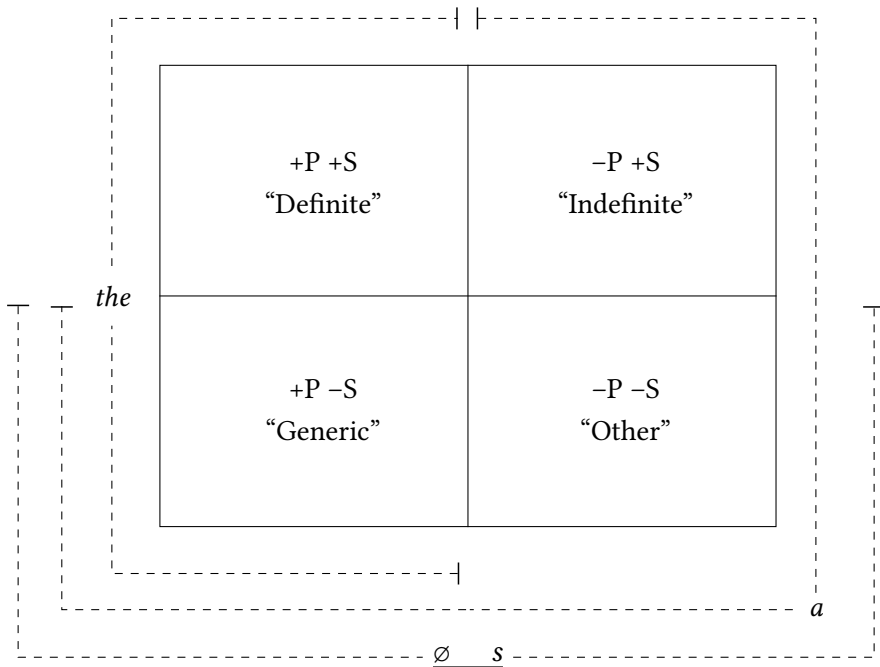 +P +S
“Definite”
–P +S
“Indefinite”
the
+P –S
“Generic”
–P –S
“Other”
a
∅ s